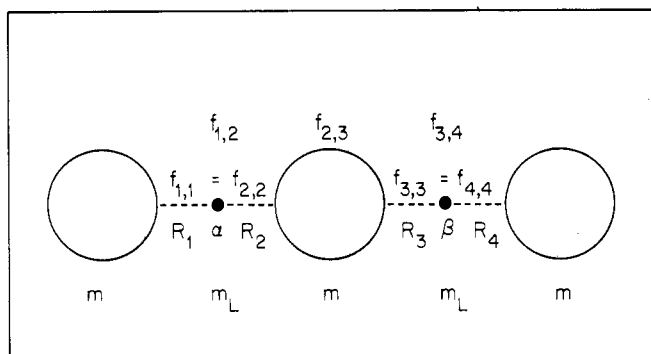 f1,2 f2,3 f3,4
f1,1 = f2,2 f3,3 = f4,4
R1 α R2 R3 β R4
m mL m mL m